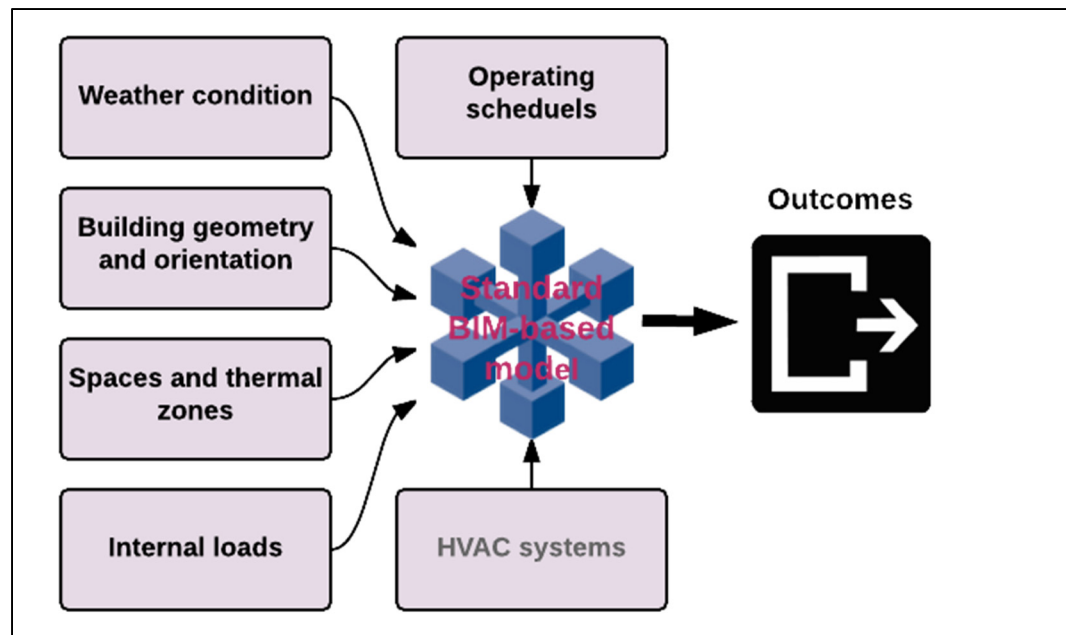 Weather condition
Operating
scheduels
Building geometry
and orientation
Outcomes
Standard
BIM-based
model
Spaces and thermal
zones
Internal loads
HVAC systems